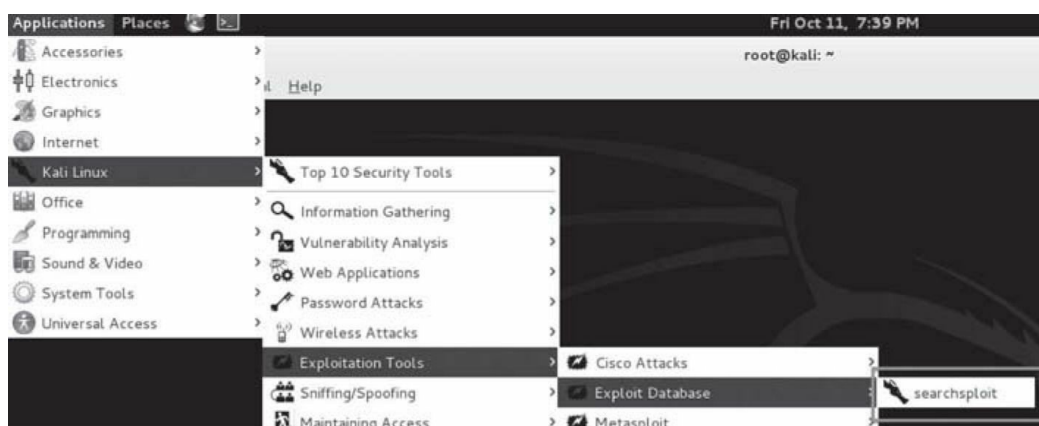 Applications Places Fri Oct 11, 7:39 PM
root@kali: ~
Accessories
Electronics
Help
Graphics
Internet
Kali Linux
Top 10 Security Tools
Office
Information Gathering
Programming
Vulnerability Analysis
Sound & Video
Web Applications
System Tools
Password Attacks
Universal Access
Wireless Attacks
Exploitation Tools
Cisco Attacks
Sniffing/Spoofing
Exploit Database
searchsploit
Maintaining Access
Metasploit